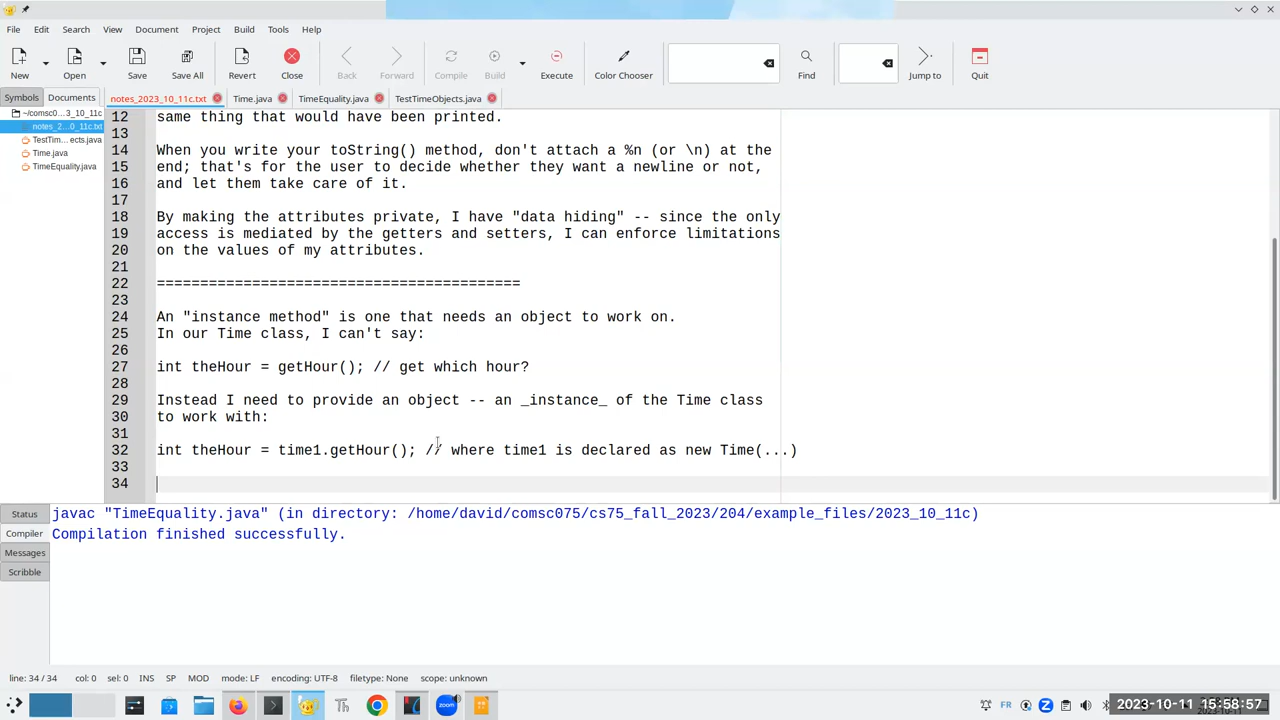 File Edit Search View Document Project Build Tools Help
New Open Save Save All Revert Close Back Forward Compile Build Execute Color Chooser Find Jump to Quit
Symbols Documents notes_2023_10_11c.txt Time.java TimeEquality.java TestTimeObjects.java
~/comsc0...3_10_11c
notes_2...0_11c.txt
TestTim...ects.java
Time.java
TimeEquality.java
12 same thing that would have been printed.
13
14 When you write your toString() method, don't attach a %n (or \n) at the
15 end; that's for the user to decide whether they want a newline or not,
16 and let them take care of it.
17
18 By making the attributes private, I have "data hiding" -- since the only
19 access is mediated by the getters and setters, I can enforce limitations
20 on the values of my attributes.
21
22 ==========================================
23
24 An "instance method" is one that needs an object to work on.
25 In our Time class, I can't say:
26
27 int theHour = getHour(); // get which hour?
28
29 Instead I need to provide an object -- an _instance_ of the Time class
30 to work with:
31
32 int theHour = time1.getHour(); // where time1 is declared as new Time(...)
33
34
Status
Compiler
Messages
Scribble
javac "TimeEquality.java" (in directory: /home/david/comsc075/cs75_fall_2023/204/example_files/2023_10_11c)
Compilation finished successfully.
line: 34 / 34 col: 0 sel: 0 INS SP MOD mode: LF encoding: UTF-8 filetype: None scope: unknown
zoom FR 2023-10-11 15:58:57